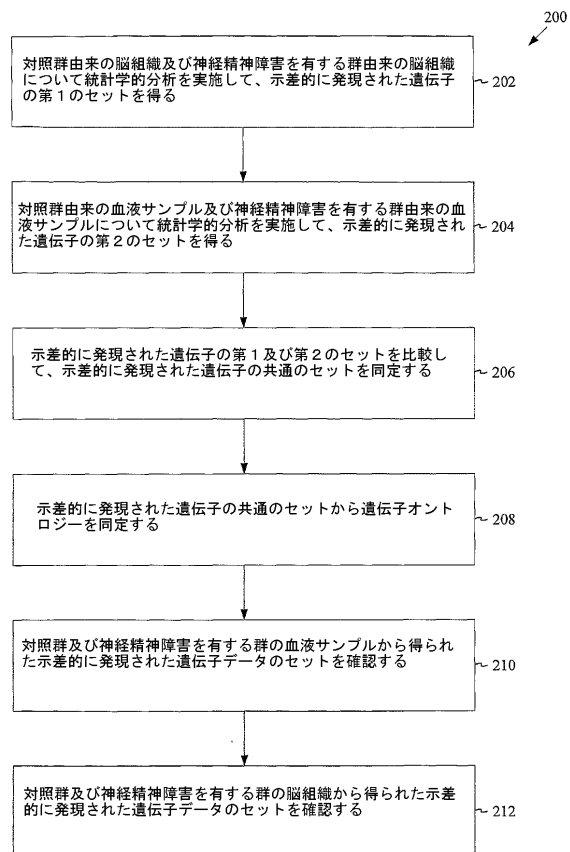 200
対照群由来の脳組織及び神経精神障害を有する群由来の脳組織
について統計学的分析を実施して、示差的に発現された遺伝子
の第1のセットを得る
202
対照群由来の血液サンプル及び神経精神障害を有する群由来の血
液サンプルについて統計学的分析を実施して、示差的に発現され
た遺伝子の第2のセットを得る
204
示差的に発現された遺伝子の第1及び第2のセットを比較し
て、示差的に発現された遺伝子の共通のセットを同定する
206
示差的に発現された遺伝子の共通のセットから遺伝子オント
ロジーを同定する
208
対照群及び神経精神障害を有する群の血液サンプルから得られ
た示差的に発現された遺伝子データのセットを確認する
210
対照群及び神経精神障害を有する群の脳組織から得られた示差
的に発現された遺伝子データのセットを確認する
212